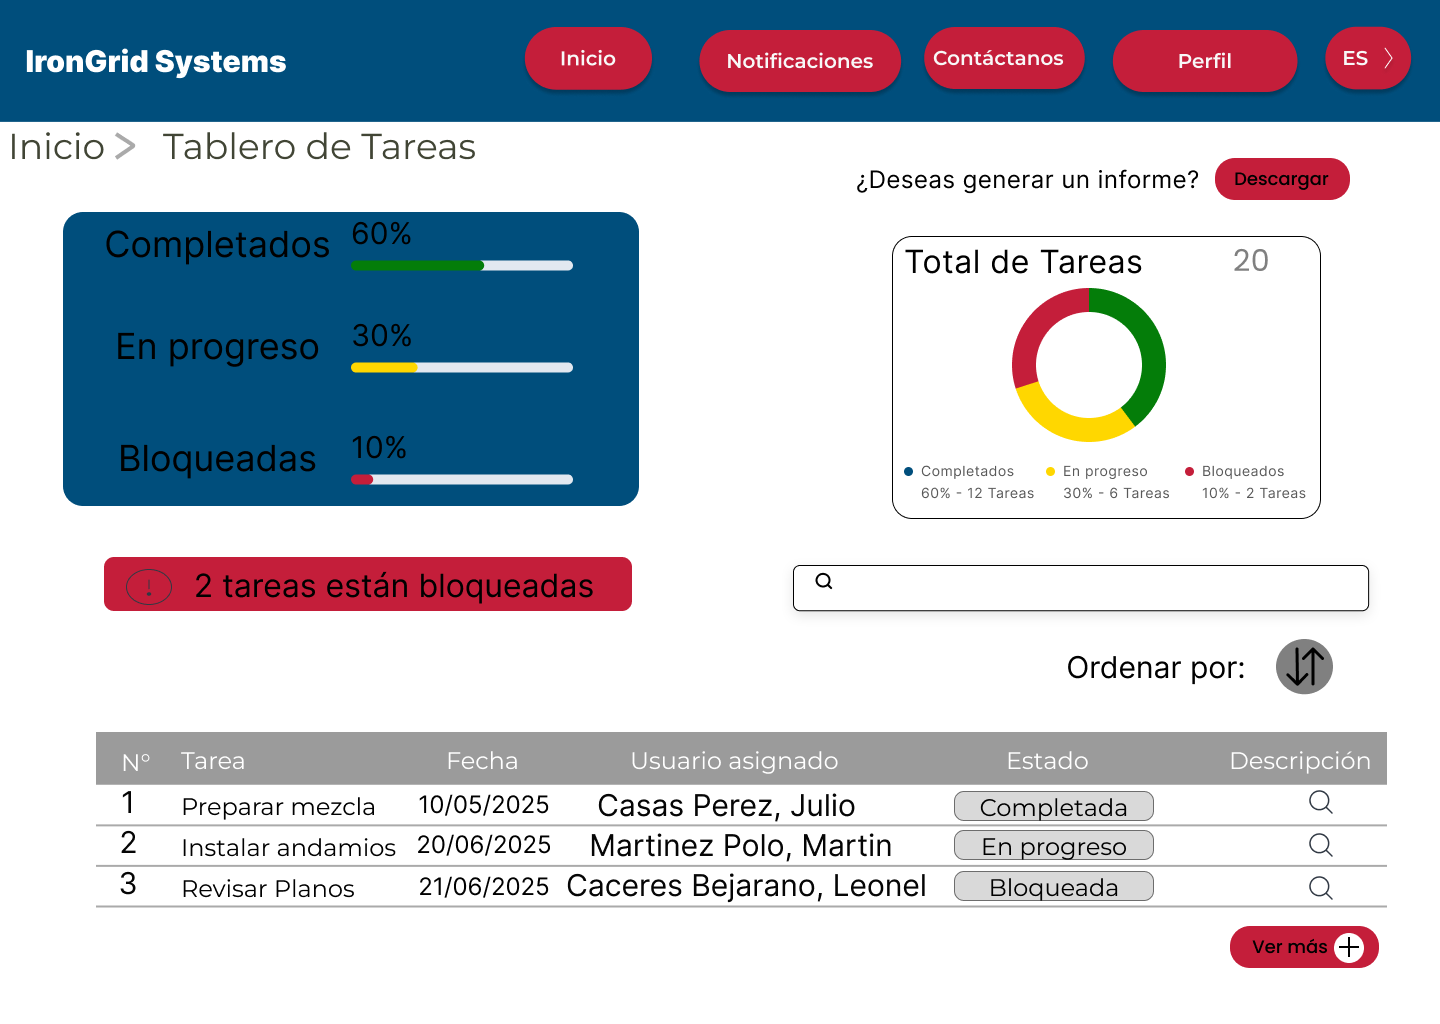 IronGrid Systems
Inicio
Notificaciones
Contáctanos
Perfil
ES
Inicio > Tablero de Tareas
¿Deseas generar un informe?
Descargar
Completados 60%
En progreso 30%
Bloqueadas 10%
Total de Tareas 20
Completados
60% - 12 Tareas
En progreso
30% - 6 Tareas
Bloqueados
10% - 2 Tareas
! 2 tareas están bloqueadas
Ordenar por:
N° Tarea Fecha Usuario asignado Estado Descripción
1 Preparar mezcla 10/05/2025 Casas Perez, Julio Completada
2 Instalar andamios 20/06/2025 Martinez Polo, Martin En progreso
3 Revisar Planos 21/06/2025 Caceres Bejarano, Leonel Bloqueada
Ver más